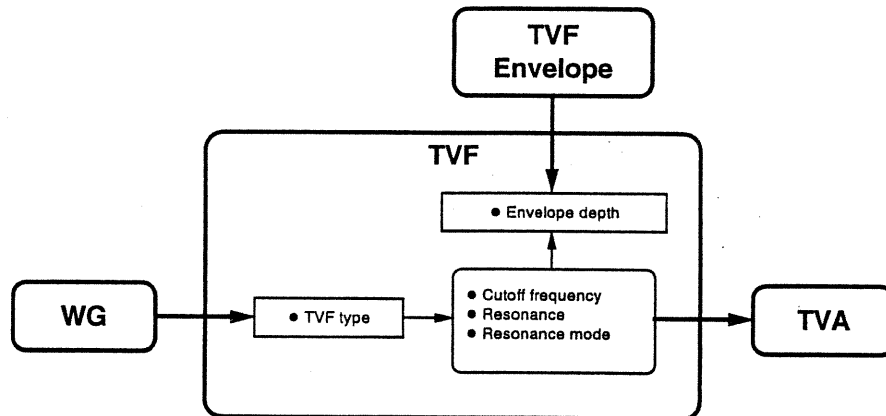 TVF
Envelope
TVF
● Envelope depth
WG
● TVF type
● Cutoff frequency
● Resonance
● Resonance mode
TVA